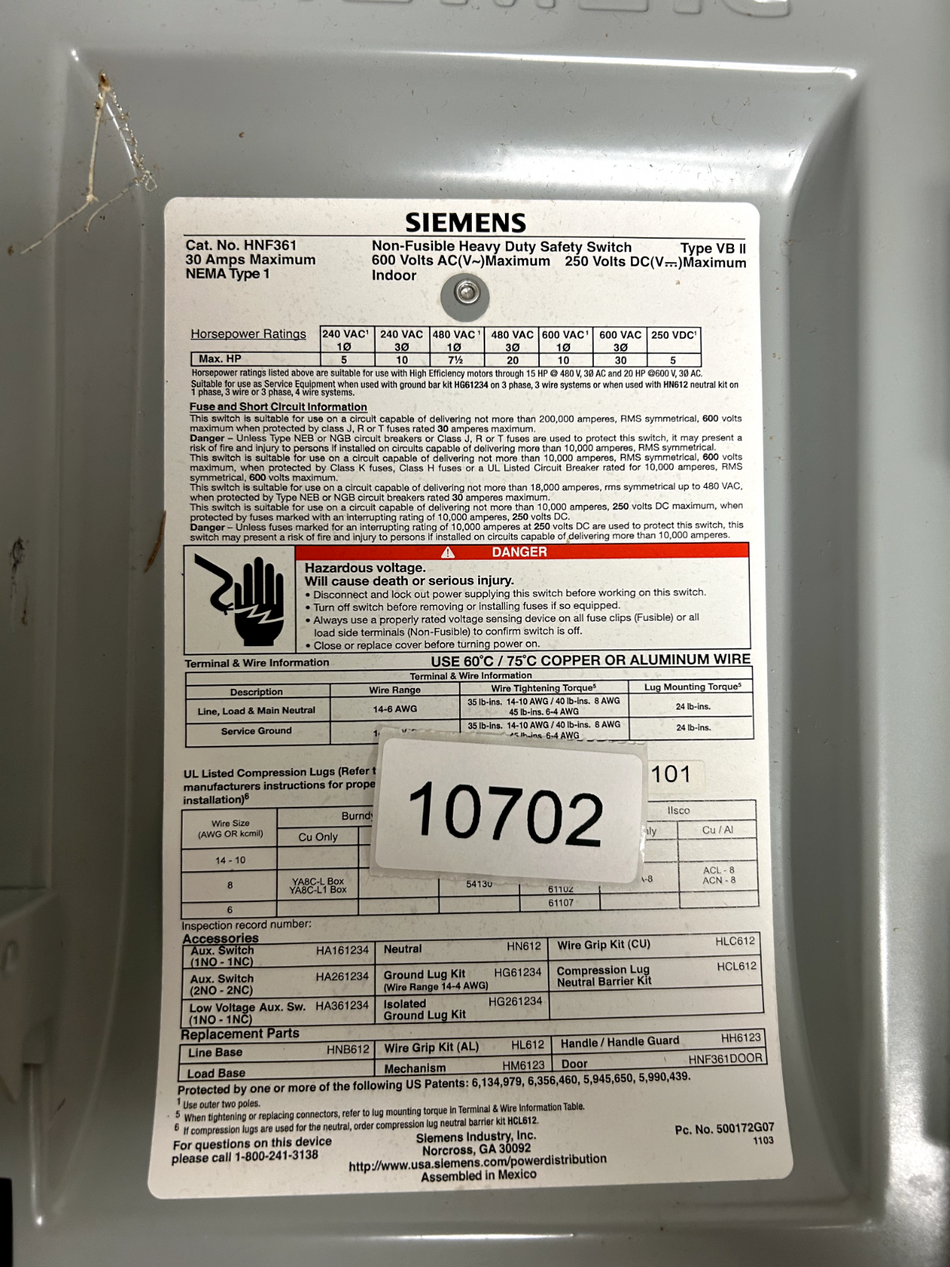 SIEMENS
Cat. No. HNF361 Non-Fusible Heavy Duty Safety Switch Type VB II
30 Amps Maximum 600 Volts AC(V~)Maximum 250 Volts DC(V⎓)Maximum
NEMA Type 1 Indoor
Horsepower Ratings 240 VAC¹ 240 VAC 480 VAC¹ 480 VAC 600 VAC¹ 600 VAC 250 VDC¹
1Ø 3Ø 1Ø 3Ø 1Ø 3Ø
Max. HP 5 10 7½ 20 10 30 5
Horsepower ratings listed above are suitable for use with High Efficiency motors through 15 HP @ 480 V, 3Ø AC and 20 HP @600 V, 3Ø AC.
Suitable for use as Service Equipment when used with ground bar kit HG61234 on 3 phase, 3 wire systems or when used with HN612 neutral kit on
1 phase, 3 wire or 3 phase, 4 wire systems.
Fuse and Short Circuit Information
This switch is suitable for use on a circuit capable of delivering not more than 200,000 amperes, RMS symmetrical, 600 volts
maximum when protected by class J, R or T fuses rated 30 amperes maximum.
Danger – Unless Type NEB or NGB circuit breakers or Class J, R or T fuses are used to protect this switch, it may present a
risk of fire and injury to persons if installed on circuits capable of delivering more than 10,000 amperes, RMS symmetrical.
This switch is suitable for use on a circuit capable of delivering not more than 10,000 amperes, RMS symmetrical, 600 volts
maximum, when protected by Class K fuses, Class H fuses or a UL Listed Circuit Breaker rated for 10,000 amperes, RMS
symmetrical, 600 volts maximum.
This switch is suitable for use on a circuit capable of delivering not more than 18,000 amperes, rms symmetrical up to 480 VAC,
when protected by Type NEB or NGB circuit breakers rated 30 amperes maximum.
This switch is suitable for use on a circuit capable of delivering not more than 10,000 amperes, 250 volts DC maximum, when
protected by fuses marked with an interrupting rating of 10,000 amperes, 250 volts DC.
Danger – Unless fuses marked for an interrupting rating of 10,000 amperes at 250 volts DC are used to protect this switch, this
switch may present a risk of fire and injury to persons if installed on circuits capable of delivering more than 10,000 amperes.
DANGER
Hazardous voltage.
Will cause death or serious injury.
• Disconnect and lock out power supplying this switch before working on this switch.
• Turn off switch before removing or installing fuses if so equipped.
• Always use a properly rated voltage sensing device on all fuse clips (Fusible) or all
load side terminals (Non-Fusible) to confirm switch is off.
• Close or replace cover before turning power on.
Terminal & Wire Information USE 60°C / 75°C COPPER OR ALUMINUM WIRE
Terminal & Wire Information
Description Wire Range Wire Tightening Torque⁵ Lug Mounting Torque⁵
Line, Load & Main Neutral 14-6 AWG 35 lb-ins. 14-10 AWG / 40 lb-ins. 8 AWG 24 lb-ins.
45 lb-ins. 6-4 AWG
Service Ground 35 lb-ins. 14-10 AWG / 40 lb-ins. 8 AWG 24 lb-ins.
45 lb-ins. 6-4 AWG
UL Listed Compression Lugs (Refer
manufacturers instructions for
installation)⁶
101
10702
Wire Size Burndy Ilsco
(AWG OR kcmil) Cu Only Cu / Al
14 - 10
8 YA8C-L Box 54130 61102 ACL - 8
YA8C-L1 Box ACN - 8
6 61107
Inspection record number:
Accessories
Aux. Switch HA161234 Neutral HN612 Wire Grip Kit (CU) HLC612
(1NO - 1NC)
Aux. Switch HA261234 Ground Lug Kit HG61234 Compression Lug HCL612
(2NO - 2NC) (Wire Range 14-4 AWG) Neutral Barrier Kit
Low Voltage Aux. Sw. HA361234 Isolated HG261234
(1NO - 1NC) Ground Lug Kit
Replacement Parts
Line Base HNB612 Wire Grip Kit (AL) HL612 Handle / Handle Guard HH6123
Load Base Mechanism HM6123 Door HNF361DOOR
Protected by one or more of the following US Patents: 6,134,979, 6,356,460, 5,945,650, 5,990,439.
¹ Use outer two poles.
⁵ When tightening or replacing connectors, refer to lug mounting torque in Terminal & Wire Information Table.
⁶ If compression lugs are used for the neutral, order compression lug neutral barrier kit HCL612.
For questions on this device
please call 1-800-241-3138
Siemens Industry, Inc.
Norcross, GA 30092
http://www.usa.siemens.com/powerdistribution
Assembled in Mexico
Pc. No. 500172G07
1103